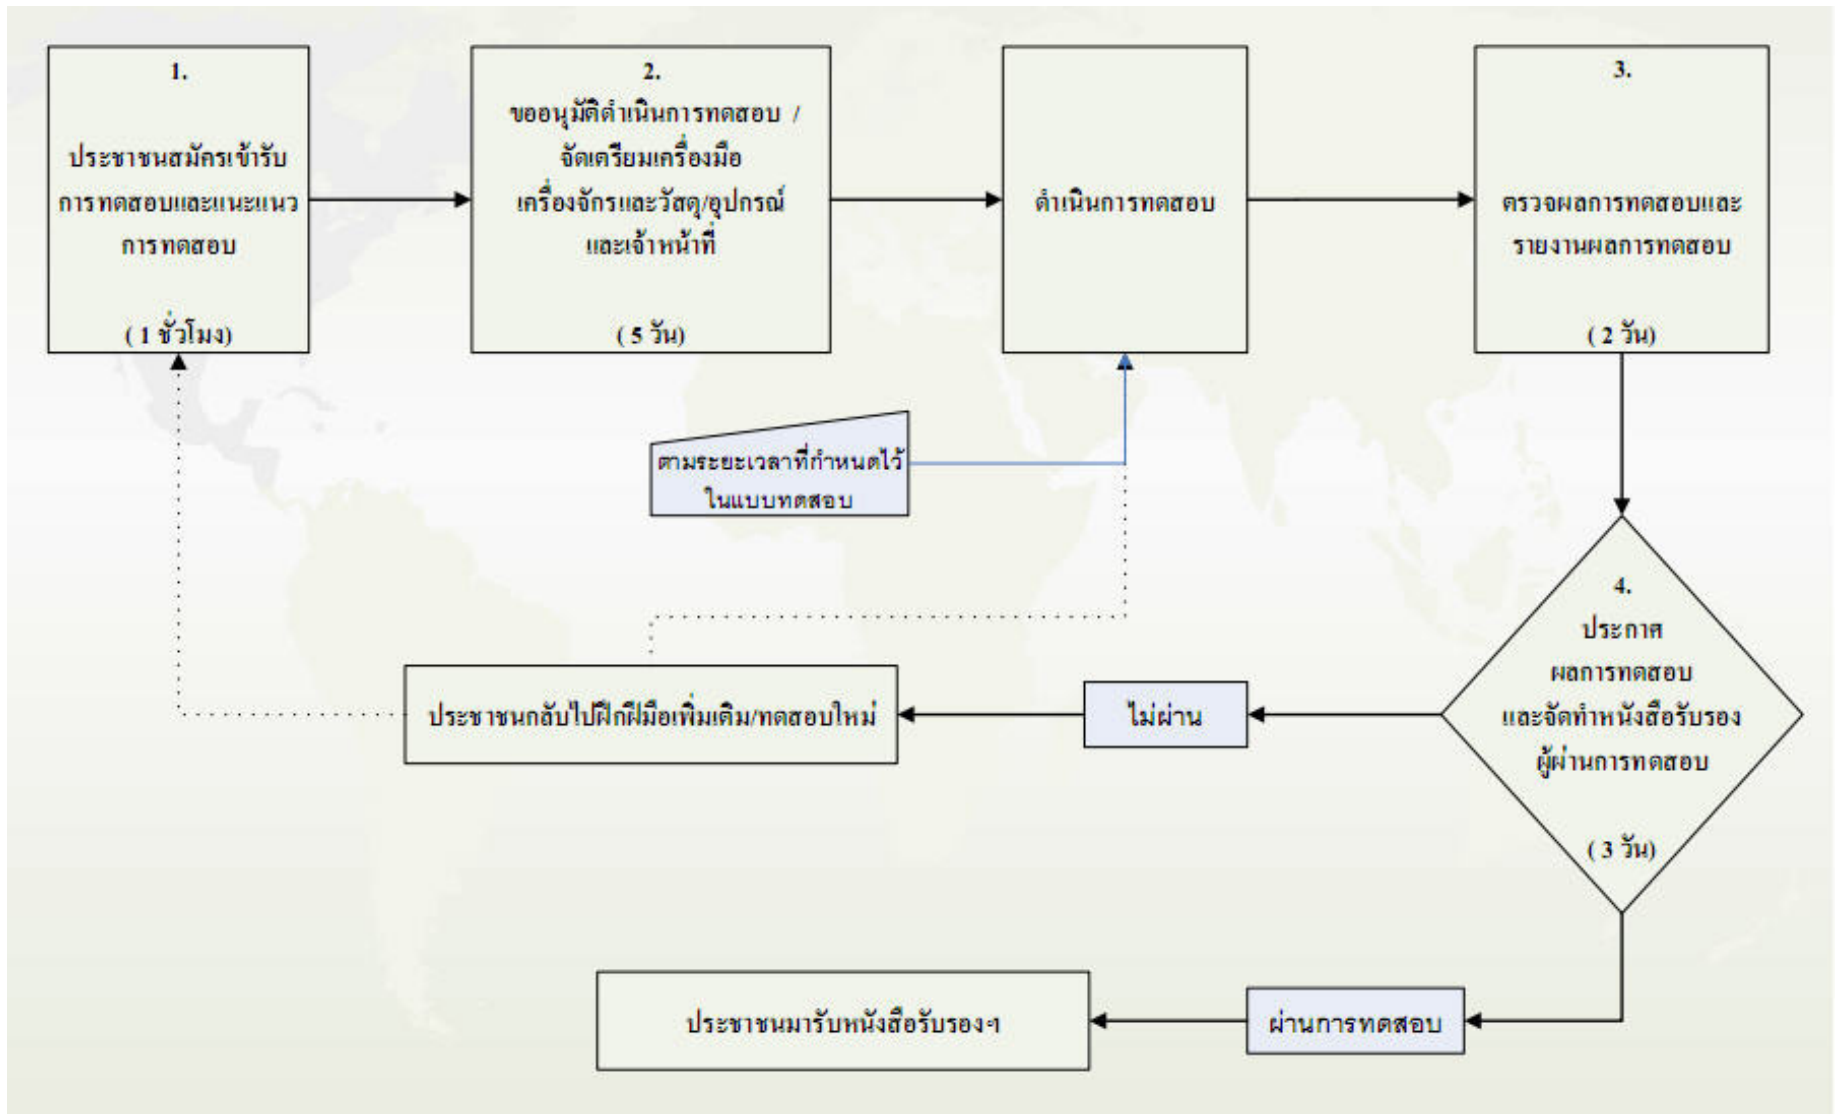 1.
ประชาชนสมัครเข้ารับ
การทดสอบและแนะแนว
การทดสอบ
( 1 ชั่วโมง)
2.
ขออนุมัติดำเนินการทดสอบ /
จัดเตรียมเครื่องมือ
เครื่องจักรและวัสดุ/อุปกรณ์
และเจ้าหน้าที่
( 5 วัน)
ดำเนินการทดสอบ
3.
ตรวจผลการทดสอบและ
รายงานผลการทดสอบ
( 2 วัน)
ตามระยะเวลาที่กำหนดไว้
ในแบบทดสอบ
4.
ประกาศ
ผลการทดสอบ
และจัดทำหนังสือรับรอง
ผู้ผ่านการทดสอบ
( 3 วัน)
ไม่ผ่าน
ประชาชนกลับไปฝึกฝีมือเพิ่มเติม/ทดสอบใหม่
ผ่านการทดสอบ
ประชาชนมารับหนังสือรับรองฯ